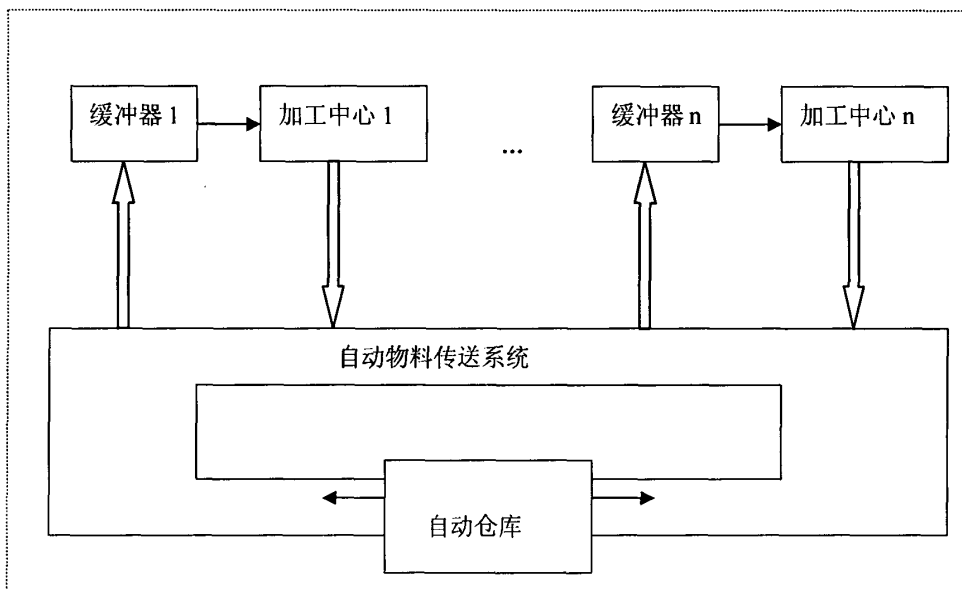 缓冲器 1
加工中心 1
...
缓冲器 n
加工中心 n
自动物料传送系统
自动仓库